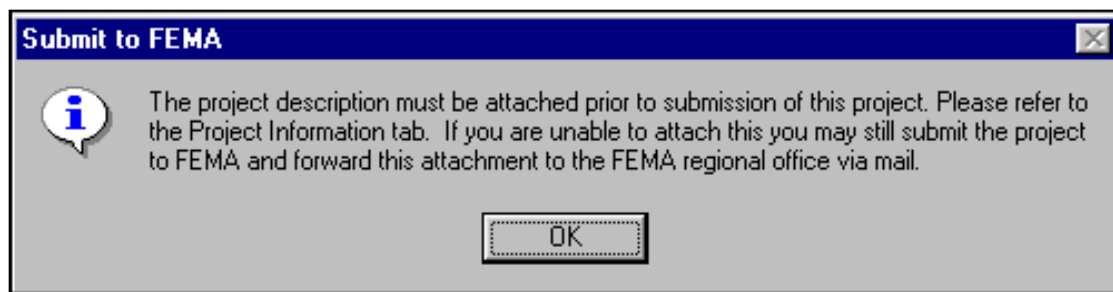 Submit to FEMA
The project description must be attached prior to submission of this project. Please refer to
the Project Information tab.  If you are unable to attach this you may still submit the project
to FEMA and forward this attachment to the FEMA regional office via mail.
OK